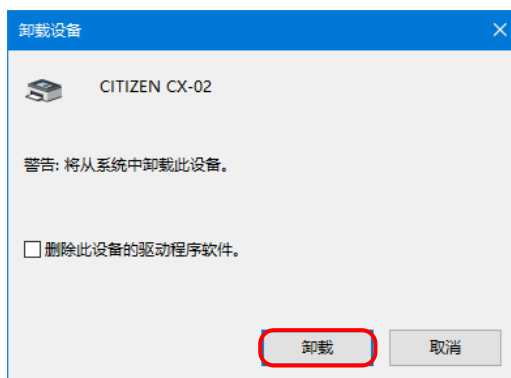 卸载设备
CITIZEN CX-02
警告: 将从系统中卸载此设备。
删除此设备的驱动程序软件。
卸载
取消